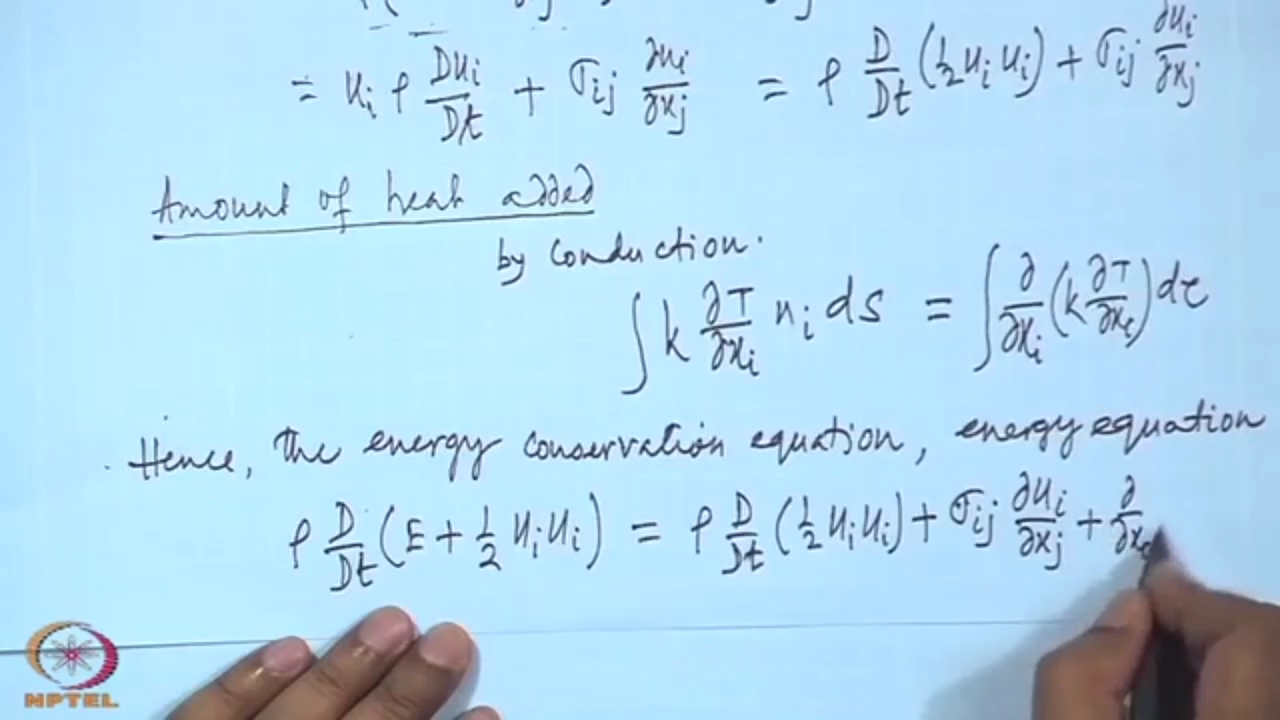 = u_i ρ Du_i/Dt + σ_ij ∂u_i/∂x_j = ρ D/Dt (1/2 u_i u_i) + σ_ij ∂u_i/∂x_j
Amount of heat added
by conduction.
∫ k ∂T/∂x_i n_i dS = ∫ ∂/∂x_i (k ∂T/∂x_i) dτ
Hence, the energy conservation equation, energy equation
ρ D/Dt (E + 1/2 u_i u_i) = ρ D/Dt (1/2 u_i u_i) + σ_ij ∂u_i/∂x_j + ∂/∂x_i
NPTEL